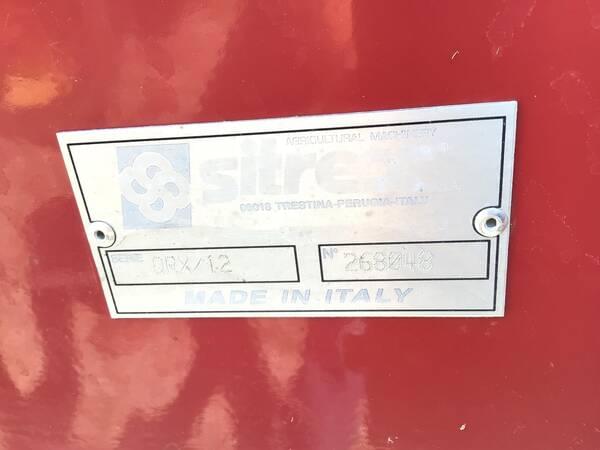 AGRICULTURAL MACHINERY
sitrex
06018 TRESTINA-PERUGIA-ITALY
SERIE QRX/12 N° 268048
MADE IN ITALY